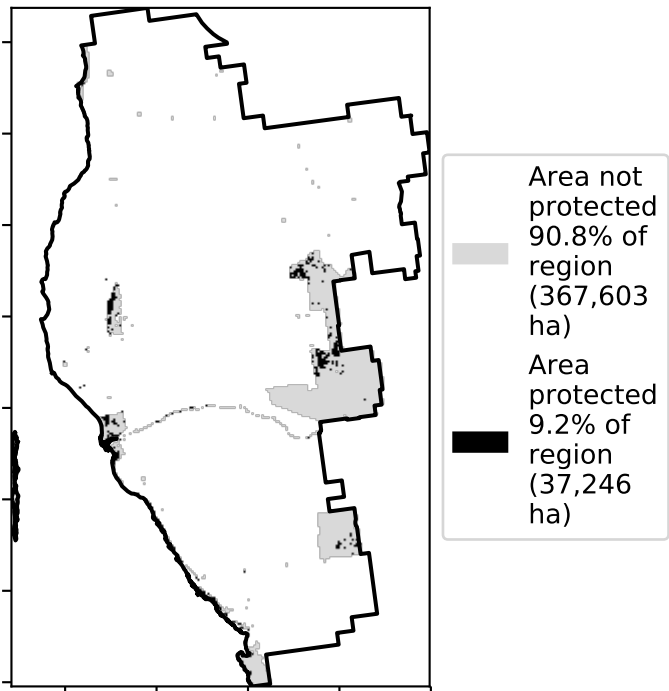 Area not
protected
90.8% of
region
(367,603
ha)
Area
protected
9.2% of
region
(37,246
ha)